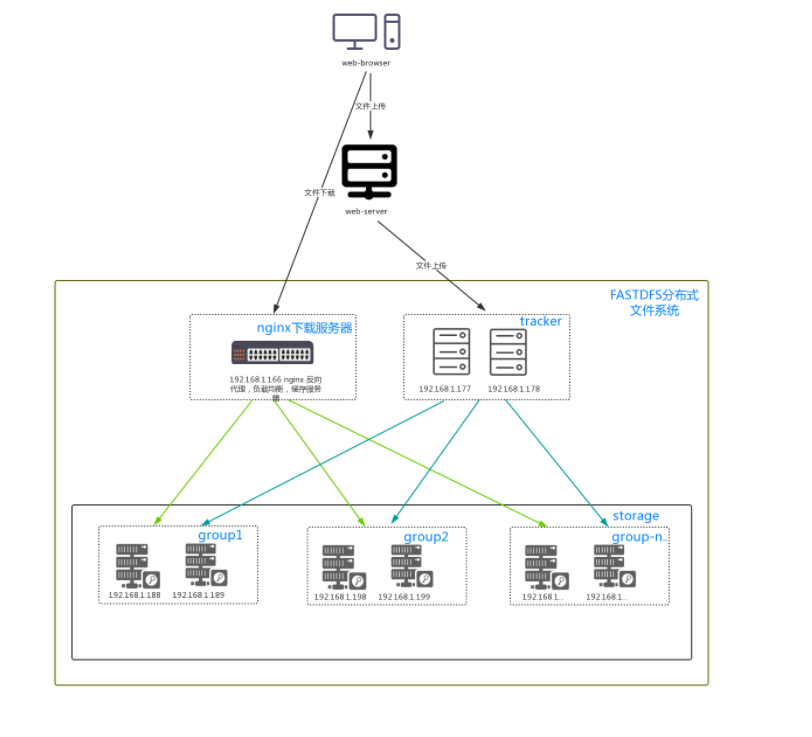 web-browser
文件上传
文件下载
web-server
文件上传
FASTDFS分布式
文件系统
nginx下载服务器
tracker
192.168.1.166 nginx 反向
代理，负载均衡，缓存服务
器
192.168.1.177
192.168.1.178
storage
group1
group2
group-n..
192.168.1.188
192.168.1.189
192.168.1.198
192.168.1.199
192.168.1...
192.168.1...